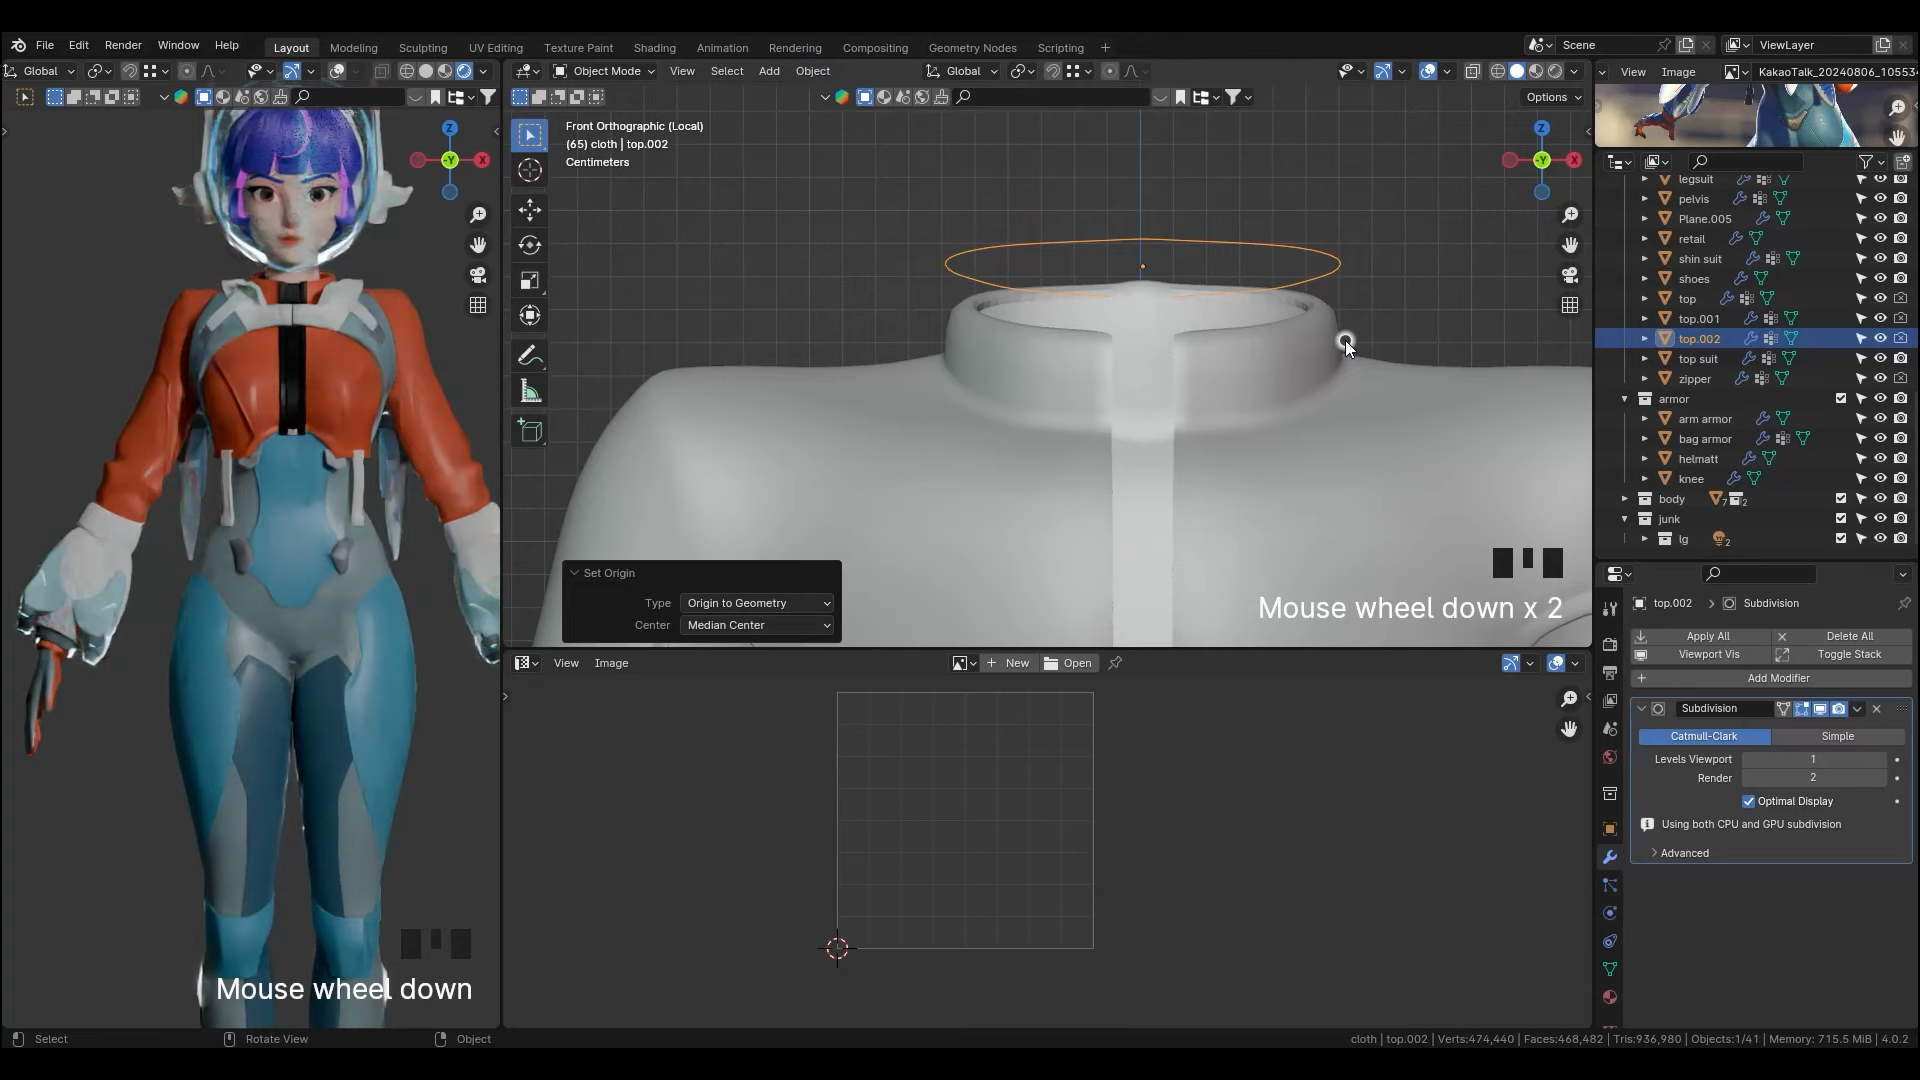 File Edit Render Window Help
Layout Modeling Sculpting UV Editing Texture Paint Shading Animation Rendering Compositing Geometry Nodes Scripting +
Scene
ViewLayer
Global
Object Mode View Select Add Object
Global
View Image
KakaoTalk_20240806_10553
Options
Front Orthographic (Local)
(65) cloth | top.002
Centimeters
Z
-Y
X
Z
-Y
X
legsuit
pelvis
Plane.005
retail
shin suit
shoes
top
top.001
top.002
top suit
zipper
armor
arm armor
bag armor
helmatt
knee
body
7
2
junk
lg
2
Set Origin
Type Origin to Geometry
Center Median Center
Mouse wheel down x 2
Mouse wheel down
View Image
New
Open
top.002 > Subdivision
Apply All
Delete All
Viewport Vis
Toggle Stack
Add Modifier
Subdivision
Catmull-Clark
Simple
Levels Viewport 1
Render 2
Optimal Display
Using both CPU and GPU subdivision
Advanced
Select
Rotate View
Object
cloth | top.002 | Verts:474,440 | Faces:468,482 | Tris:936,980 | Objects:1/41 | Memory: 715.5 MiB | 4.0.2